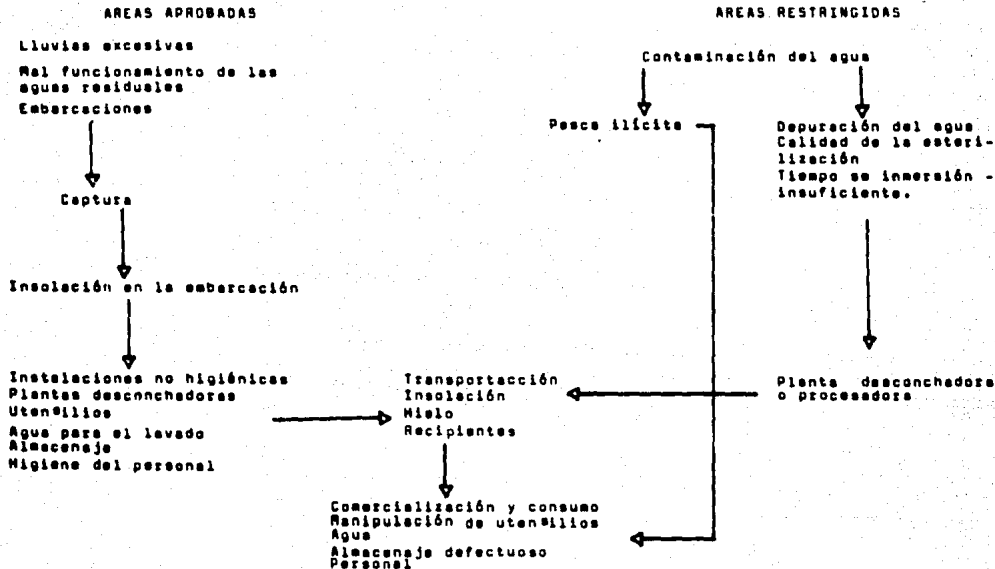 AREAS APROBADAS
Lluvias excesivas
Mal funcionamiento de las
aguas residuales
Embarcaciones
Captura
Insolación en la embarcación
Instalaciones no higiénicas
Plantas desconchadoras
Utensilios
Agua para el lavado
Almacenaje
Higiene del personal
Transportacción
Insolación
Hielo
Recipientes
Comercialización y consumo
Manipulación de utensilios
Agua
Almacenaje defectuoso
Personal
AREAS RESTRINGIDAS
Contaminación del agua
Pesca ilícita
Depuración del agua
Calidad de la esteri-
lización
Tiempo se inmersión -
insuficiente.
Planta desconchadora
o procesadora